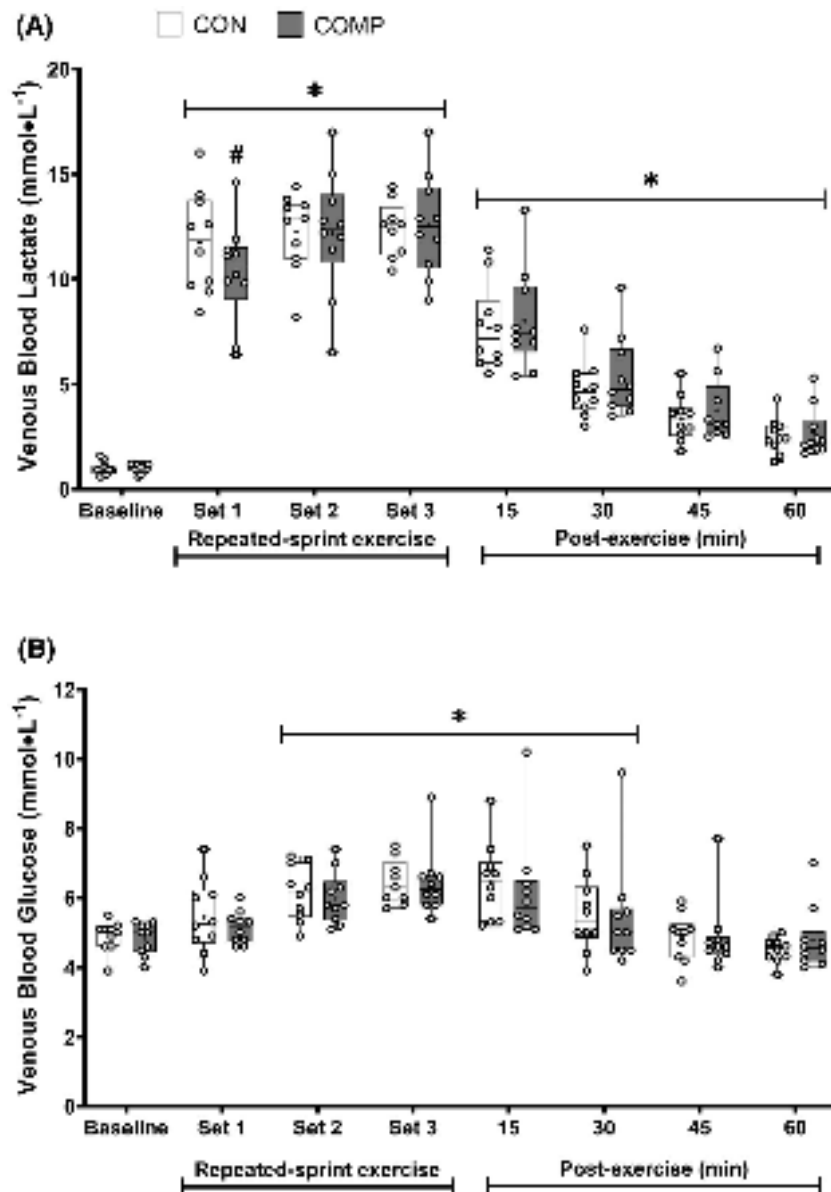 (A) CON COMP
Venous Blood Lactate (mmol•L⁻¹)
20
15
10
5
0
*
#
*
Baseline Set 1 Set 2 Set 3 15 30 45 60
Repeated-sprint exercise Post-exercise (min)
(B)
Venous Blood Glucose (mmol•L⁻¹)
12
10
8
6
4
2
0
*
Baseline Set 1 Set 2 Set 3 15 30 45 60
Repeated-sprint exercise Post-exercise (min)